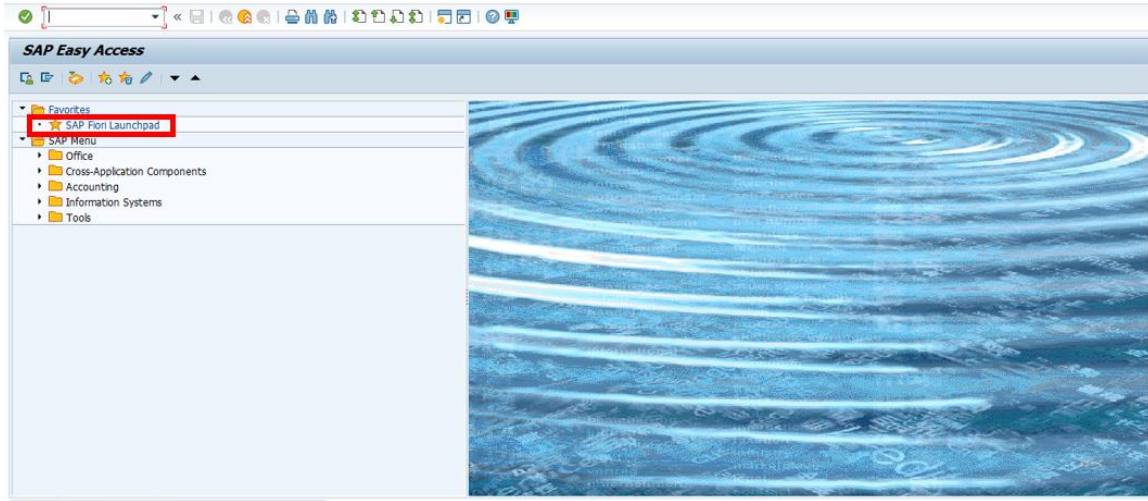 SAP Easy Access
Favorites
SAP Fiori Launchpad
SAP Menu
Office
Cross-Application Components
Accounting
Information Systems
Tools